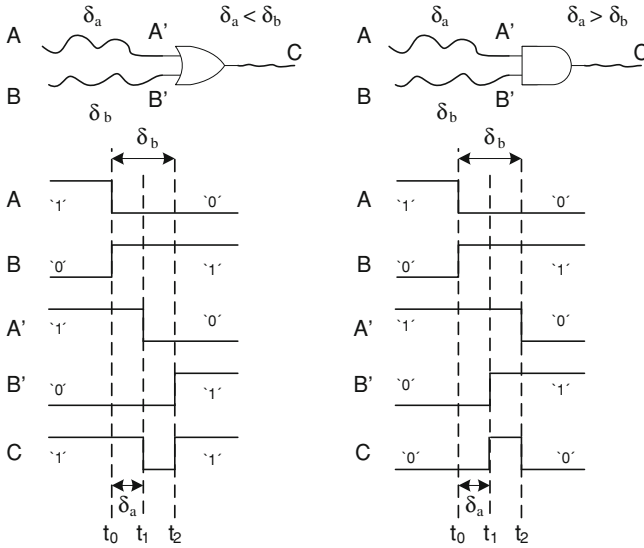 A δa A’ δa < δb C
B B’
δb
δb
A `1´ `0´
B `0´ `1´
A’ `1´ `0´
B’ `0´ `1´
C `1´ `1´
δa
t0 t1 t2
A δa A’ δa > δb C
B B’
δb
δb
A `1´ `0´
B `0´ `1´
A’ `1´ `0´
B’ `0´ `1´
C `0´ `0´
δa
t0 t1 t2